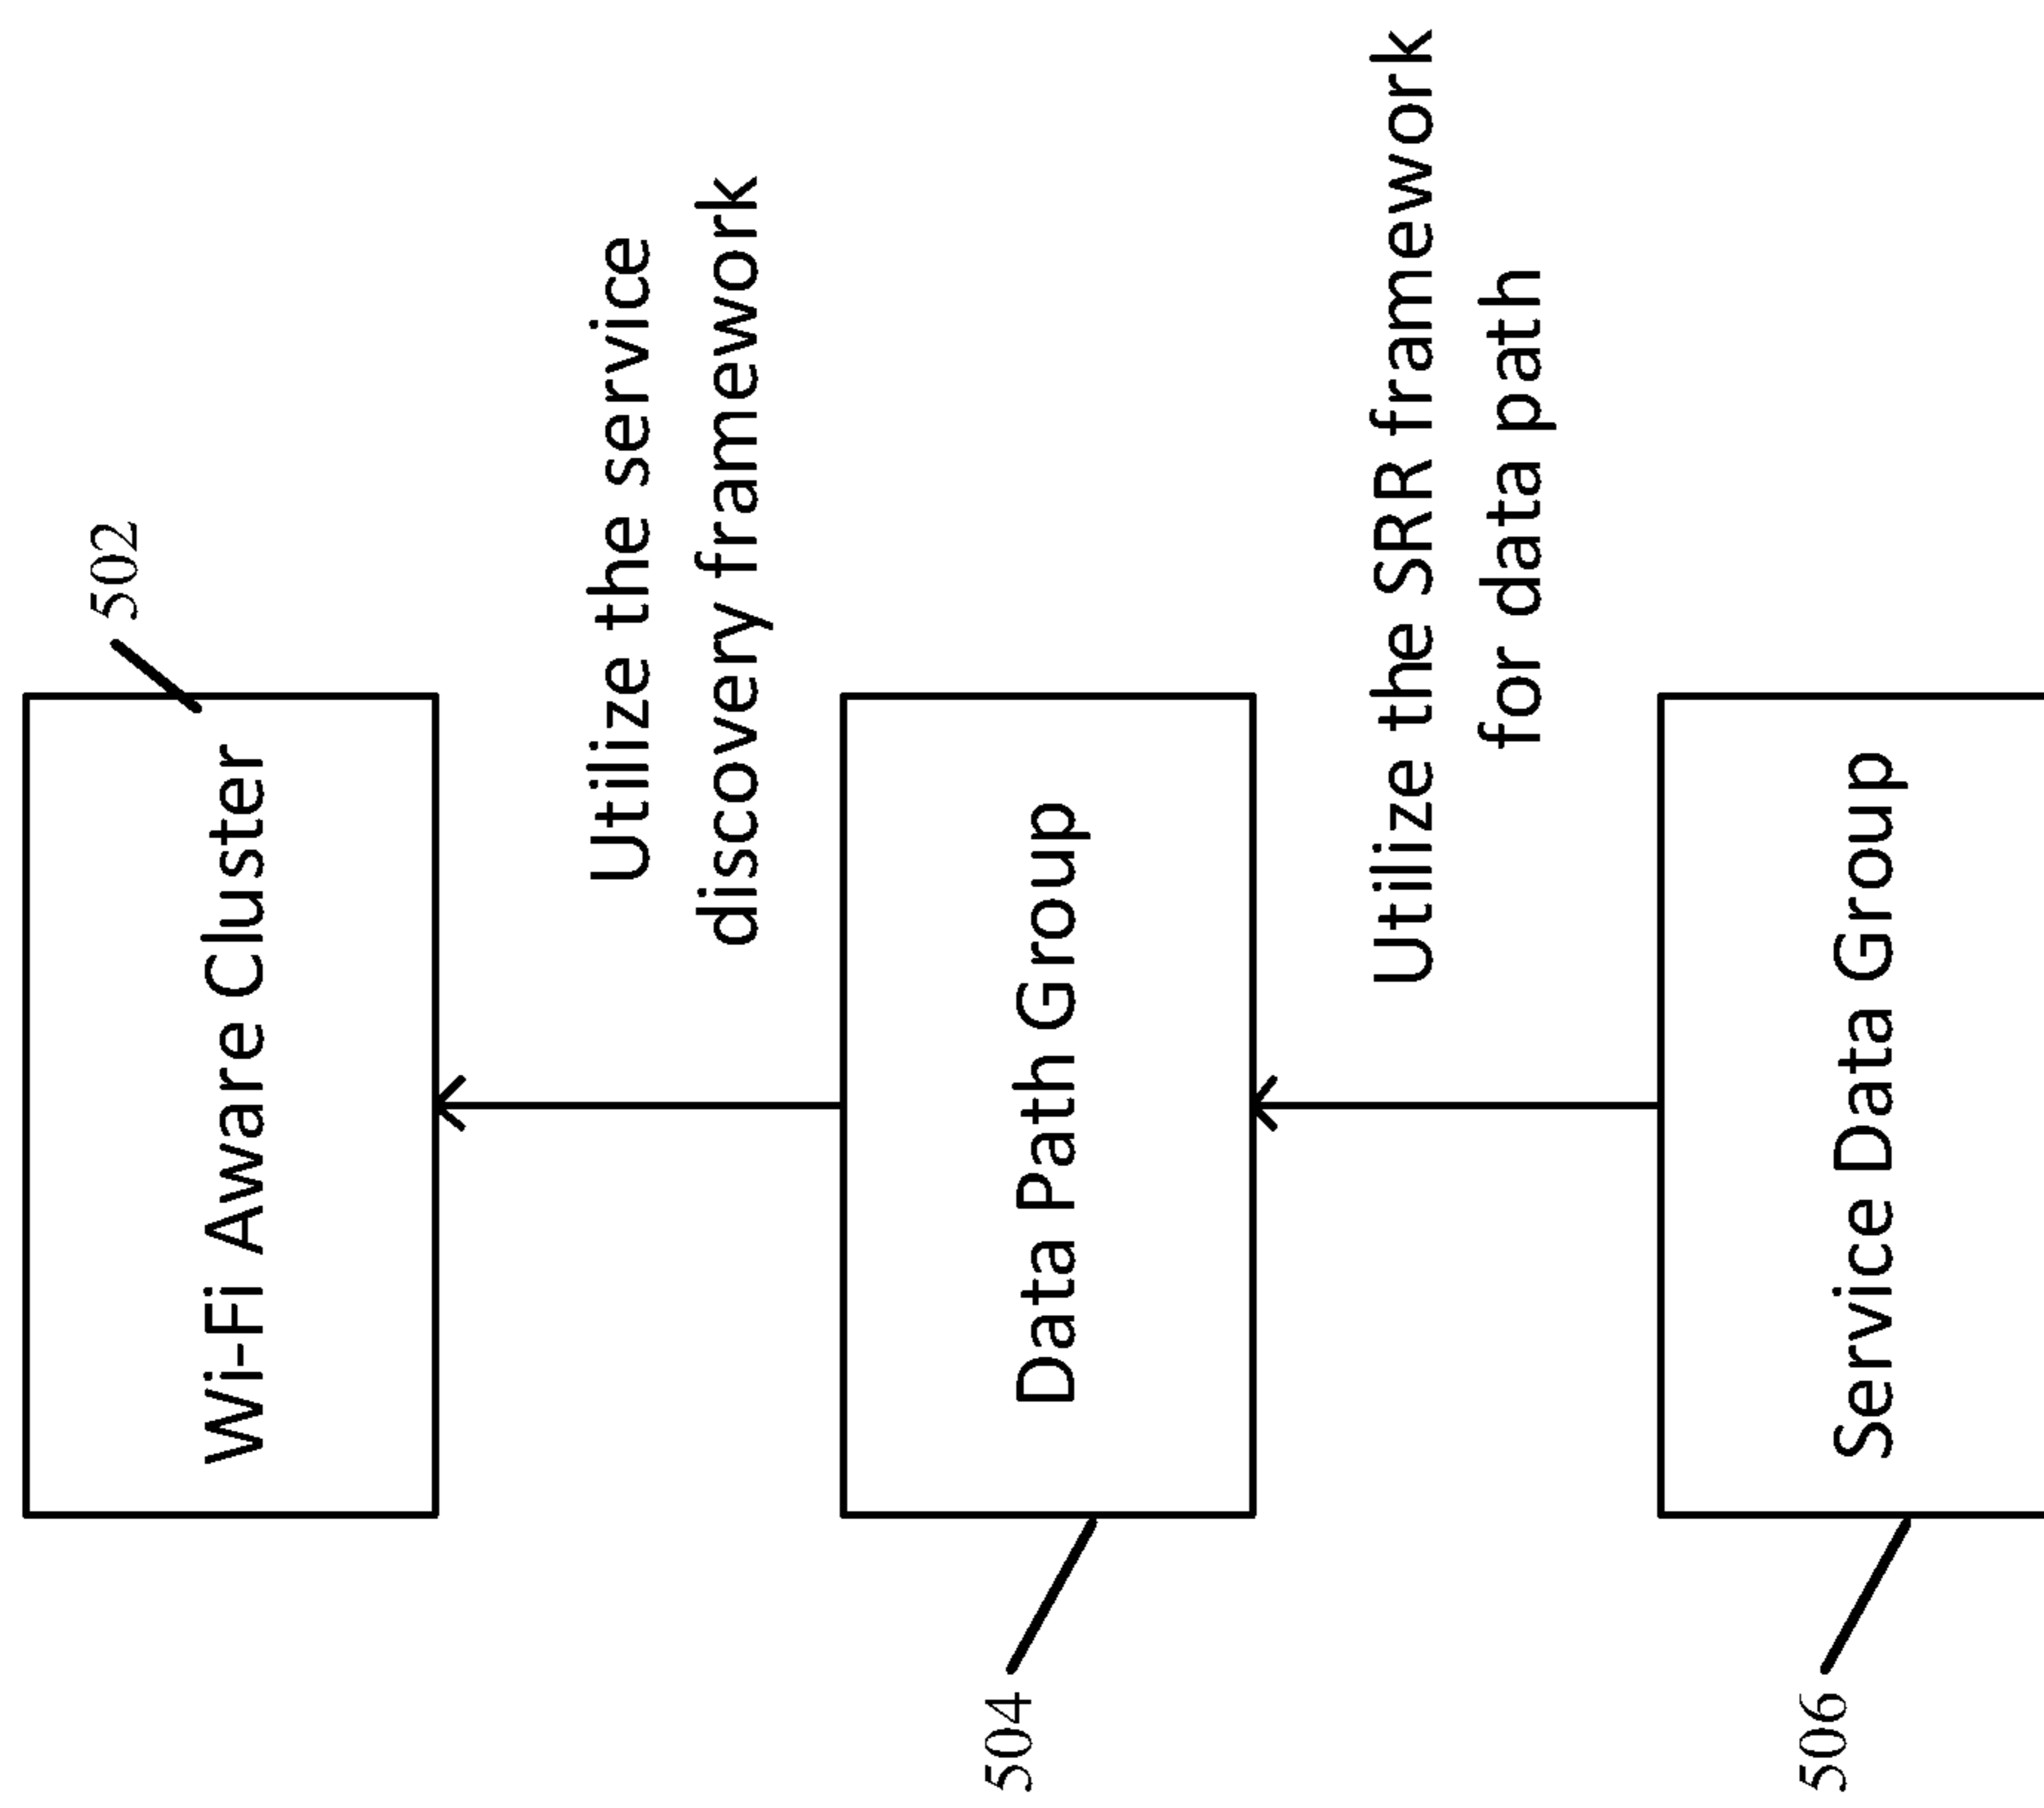 502
Wi-Fi Aware Cluster
Utilize the service
discovery framework
504
Data Path Group
Utilize the SRR framework
for data path
506
Service Data Group